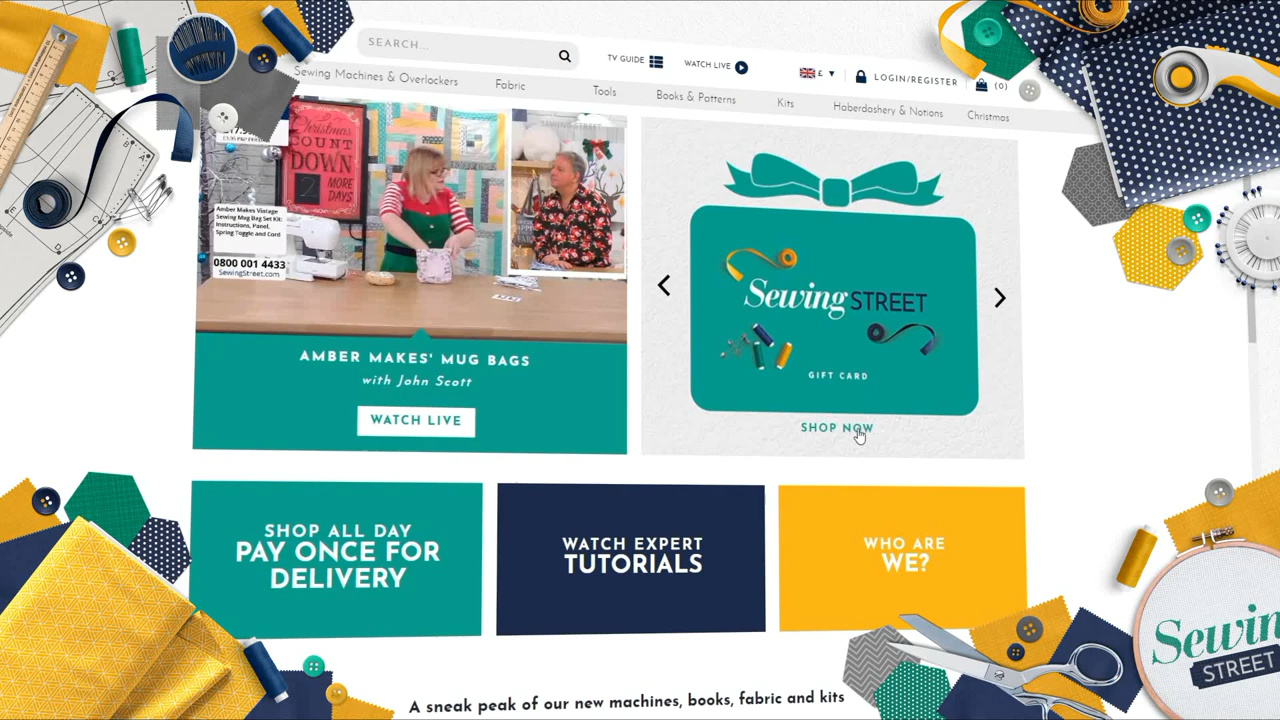 SEARCH...
TV GUIDE
WATCH LIVE
£
LOGIN/REGISTER
(0)
Sewing Machines & Overlockers
Fabric
Tools
Books & Patterns
Kits
Haberdashery & Notions
Christmas
Christmas
COUNT
DOWN
2
MORE
DAYS
SEWING STREET
Amber Makes Vintage
Sewing Mug Bag Set Kit:
Instructions, Panel,
Spring Toggle and Cord
0800 001 4433
SewingStreet.com
AMBER MAKES' MUG BAGS
with John Scott
WATCH LIVE
Sewing STREET
GIFT CARD
SHOP NOW
SHOP ALL DAY
PAY ONCE FOR
DELIVERY
WATCH EXPERT
TUTORIALS
WHO ARE
WE?
A sneak peak of our new machines, books, fabric and kits
Sewin
STREET